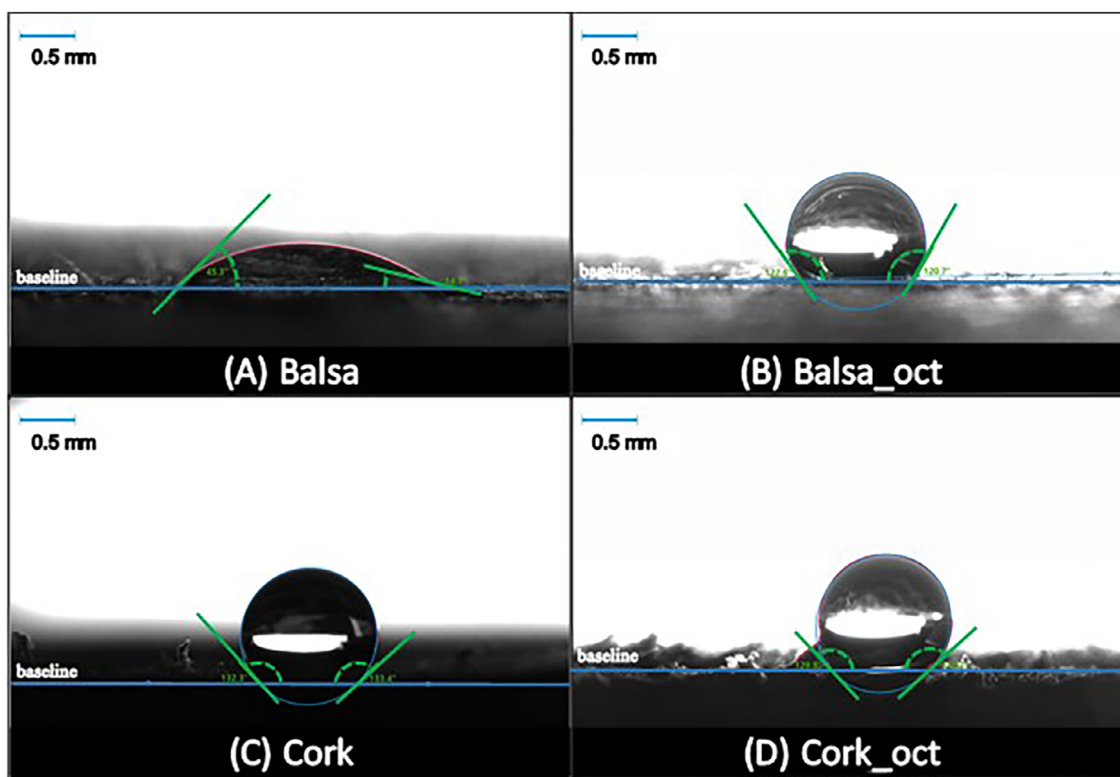 0.5 mm
0.5 mm
baseline
45.3°
baseline
120.7°
(A) Balsa
(B) Balsa_oct
0.5 mm
0.5 mm
baseline
132.3°
133.4°
baseline
(C) Cork
(D) Cork_oct